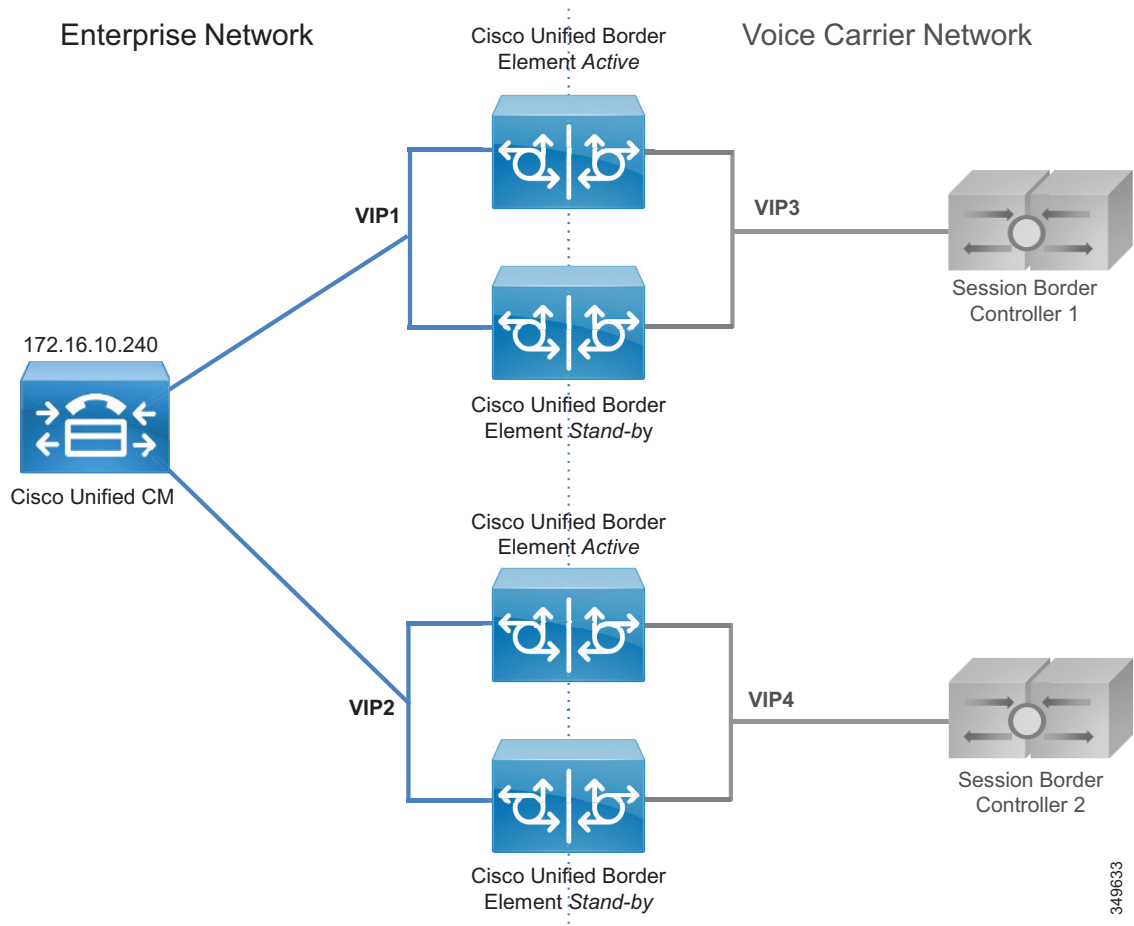 Enterprise Network
Cisco Unified Border
Element Active
Voice Carrier Network
VIP1
VIP3
Session Border
Controller 1
172.16.10.240
Cisco Unified CM
Cisco Unified Border
Element Stand-by
Cisco Unified Border
Element Active
VIP2
VIP4
Session Border
Controller 2
Cisco Unified Border
Element Stand-by
349633